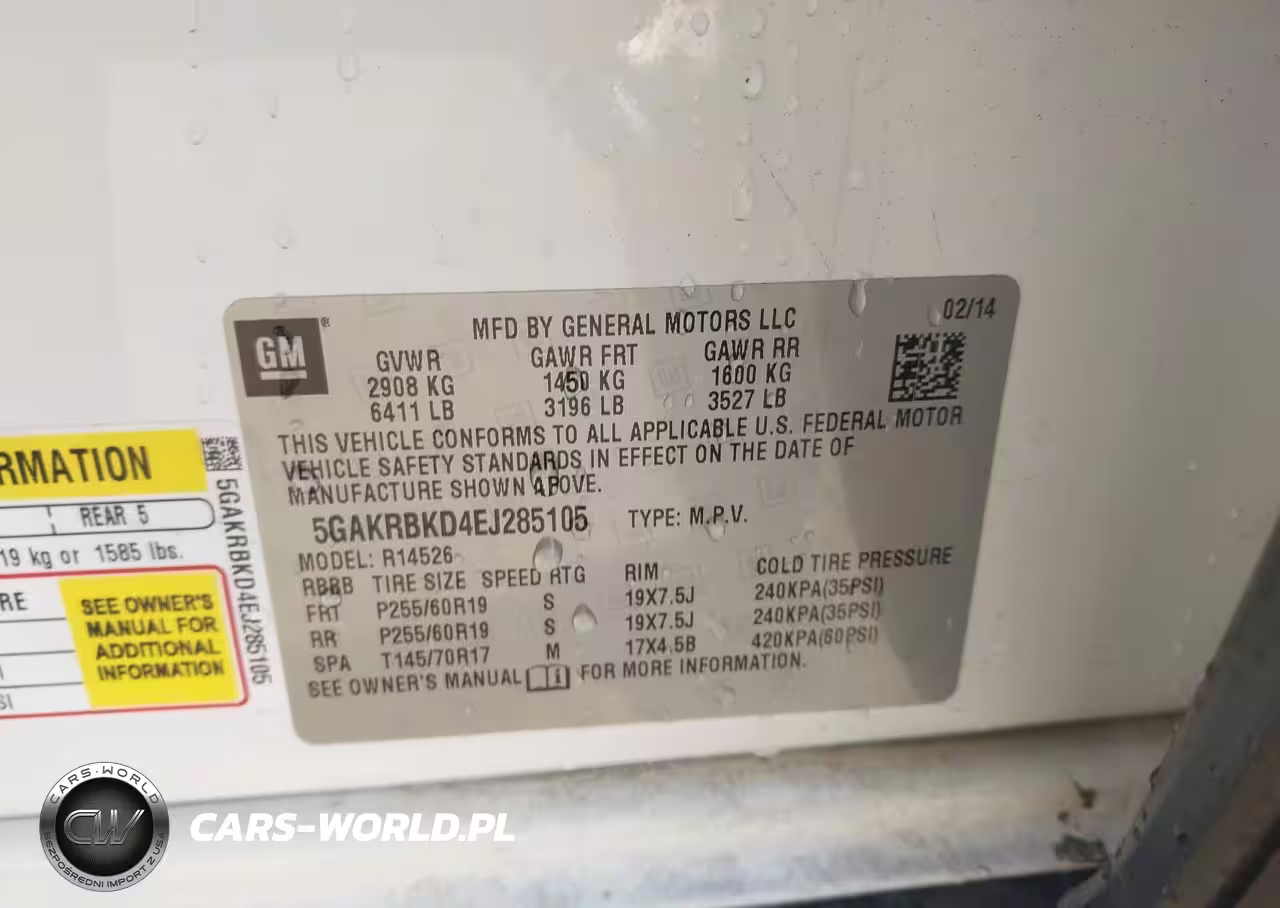 GM ®
MFD BY GENERAL MOTORS LLC
02/14
GVWR GAWR FRT GAWR RR
2908 KG 1450 KG 1600 KG
6411 LB 3196 LB 3527 LB
THIS VEHICLE CONFORMS TO ALL APPLICABLE U.S. FEDERAL MOTOR
VEHICLE SAFETY STANDARDS IN EFFECT ON THE DATE OF
MANUFACTURE SHOWN ABOVE.
5GAKRBKD4EJ285105 TYPE: M.P.V.
MODEL: R14526
RBBB TIRE SIZE SPEED RTG RIM COLD TIRE PRESSURE
FRT P255/60R19 S 19X7.5J 240KPA(35PSI)
RR P255/60R19 S 19X7.5J 240KPA(35PSI)
SPA T145/70R17 M 17X4.5B 420KPA(60PSI)
SEE OWNER'S MANUAL FOR MORE INFORMATION.
RMATION
REAR 5
19 kg or 1585 lbs.
RE
SI
SEE OWNER'S
MANUAL FOR
ADDITIONAL
INFORMATION
5GAKRBKD4EJ285105
CARS-WORLD
CW
BEZPOŚREDNI IMPORT Z USA
CARS-WORLD.PL